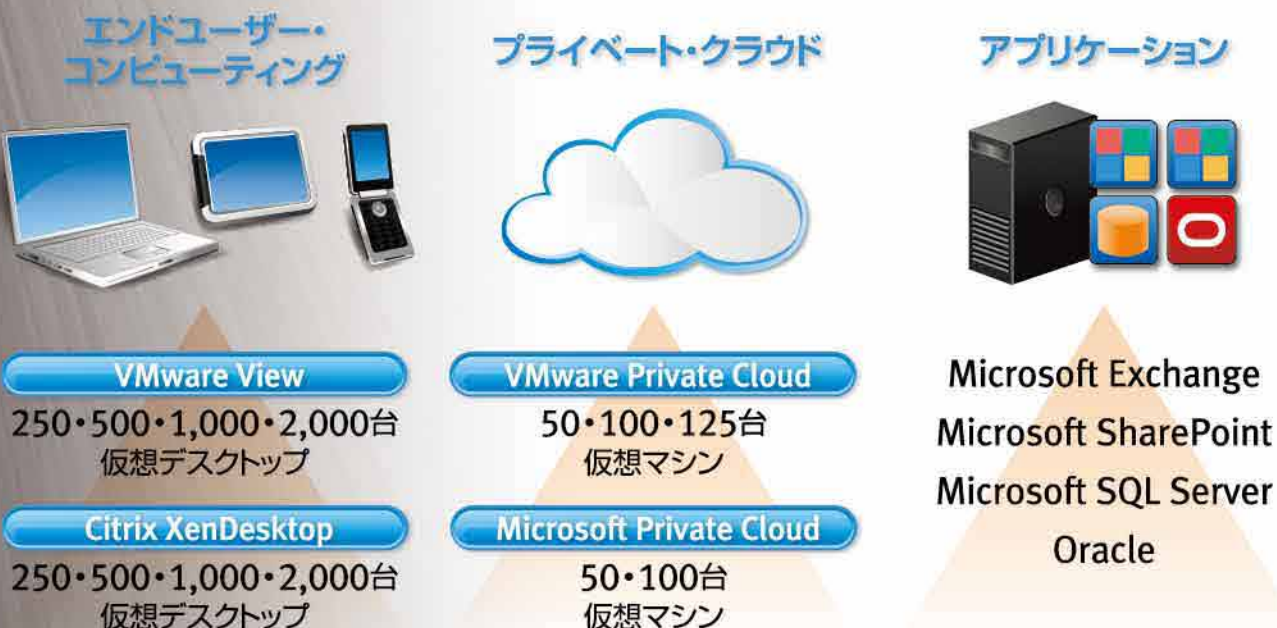 エンドユーザー・
コンピューティング
VMware View
250・500・1,000・2,000台
仮想デスクトップ
Citrix XenDesktop
250・500・1,000・2,000台
仮想デスクトップ
プライベート・クラウド
VMware Private Cloud
50・100・125台
仮想マシン
Microsoft Private Cloud
50・100台
仮想マシン
アプリケーション
Microsoft Exchange
Microsoft SharePoint
Microsoft SQL Server
Oracle